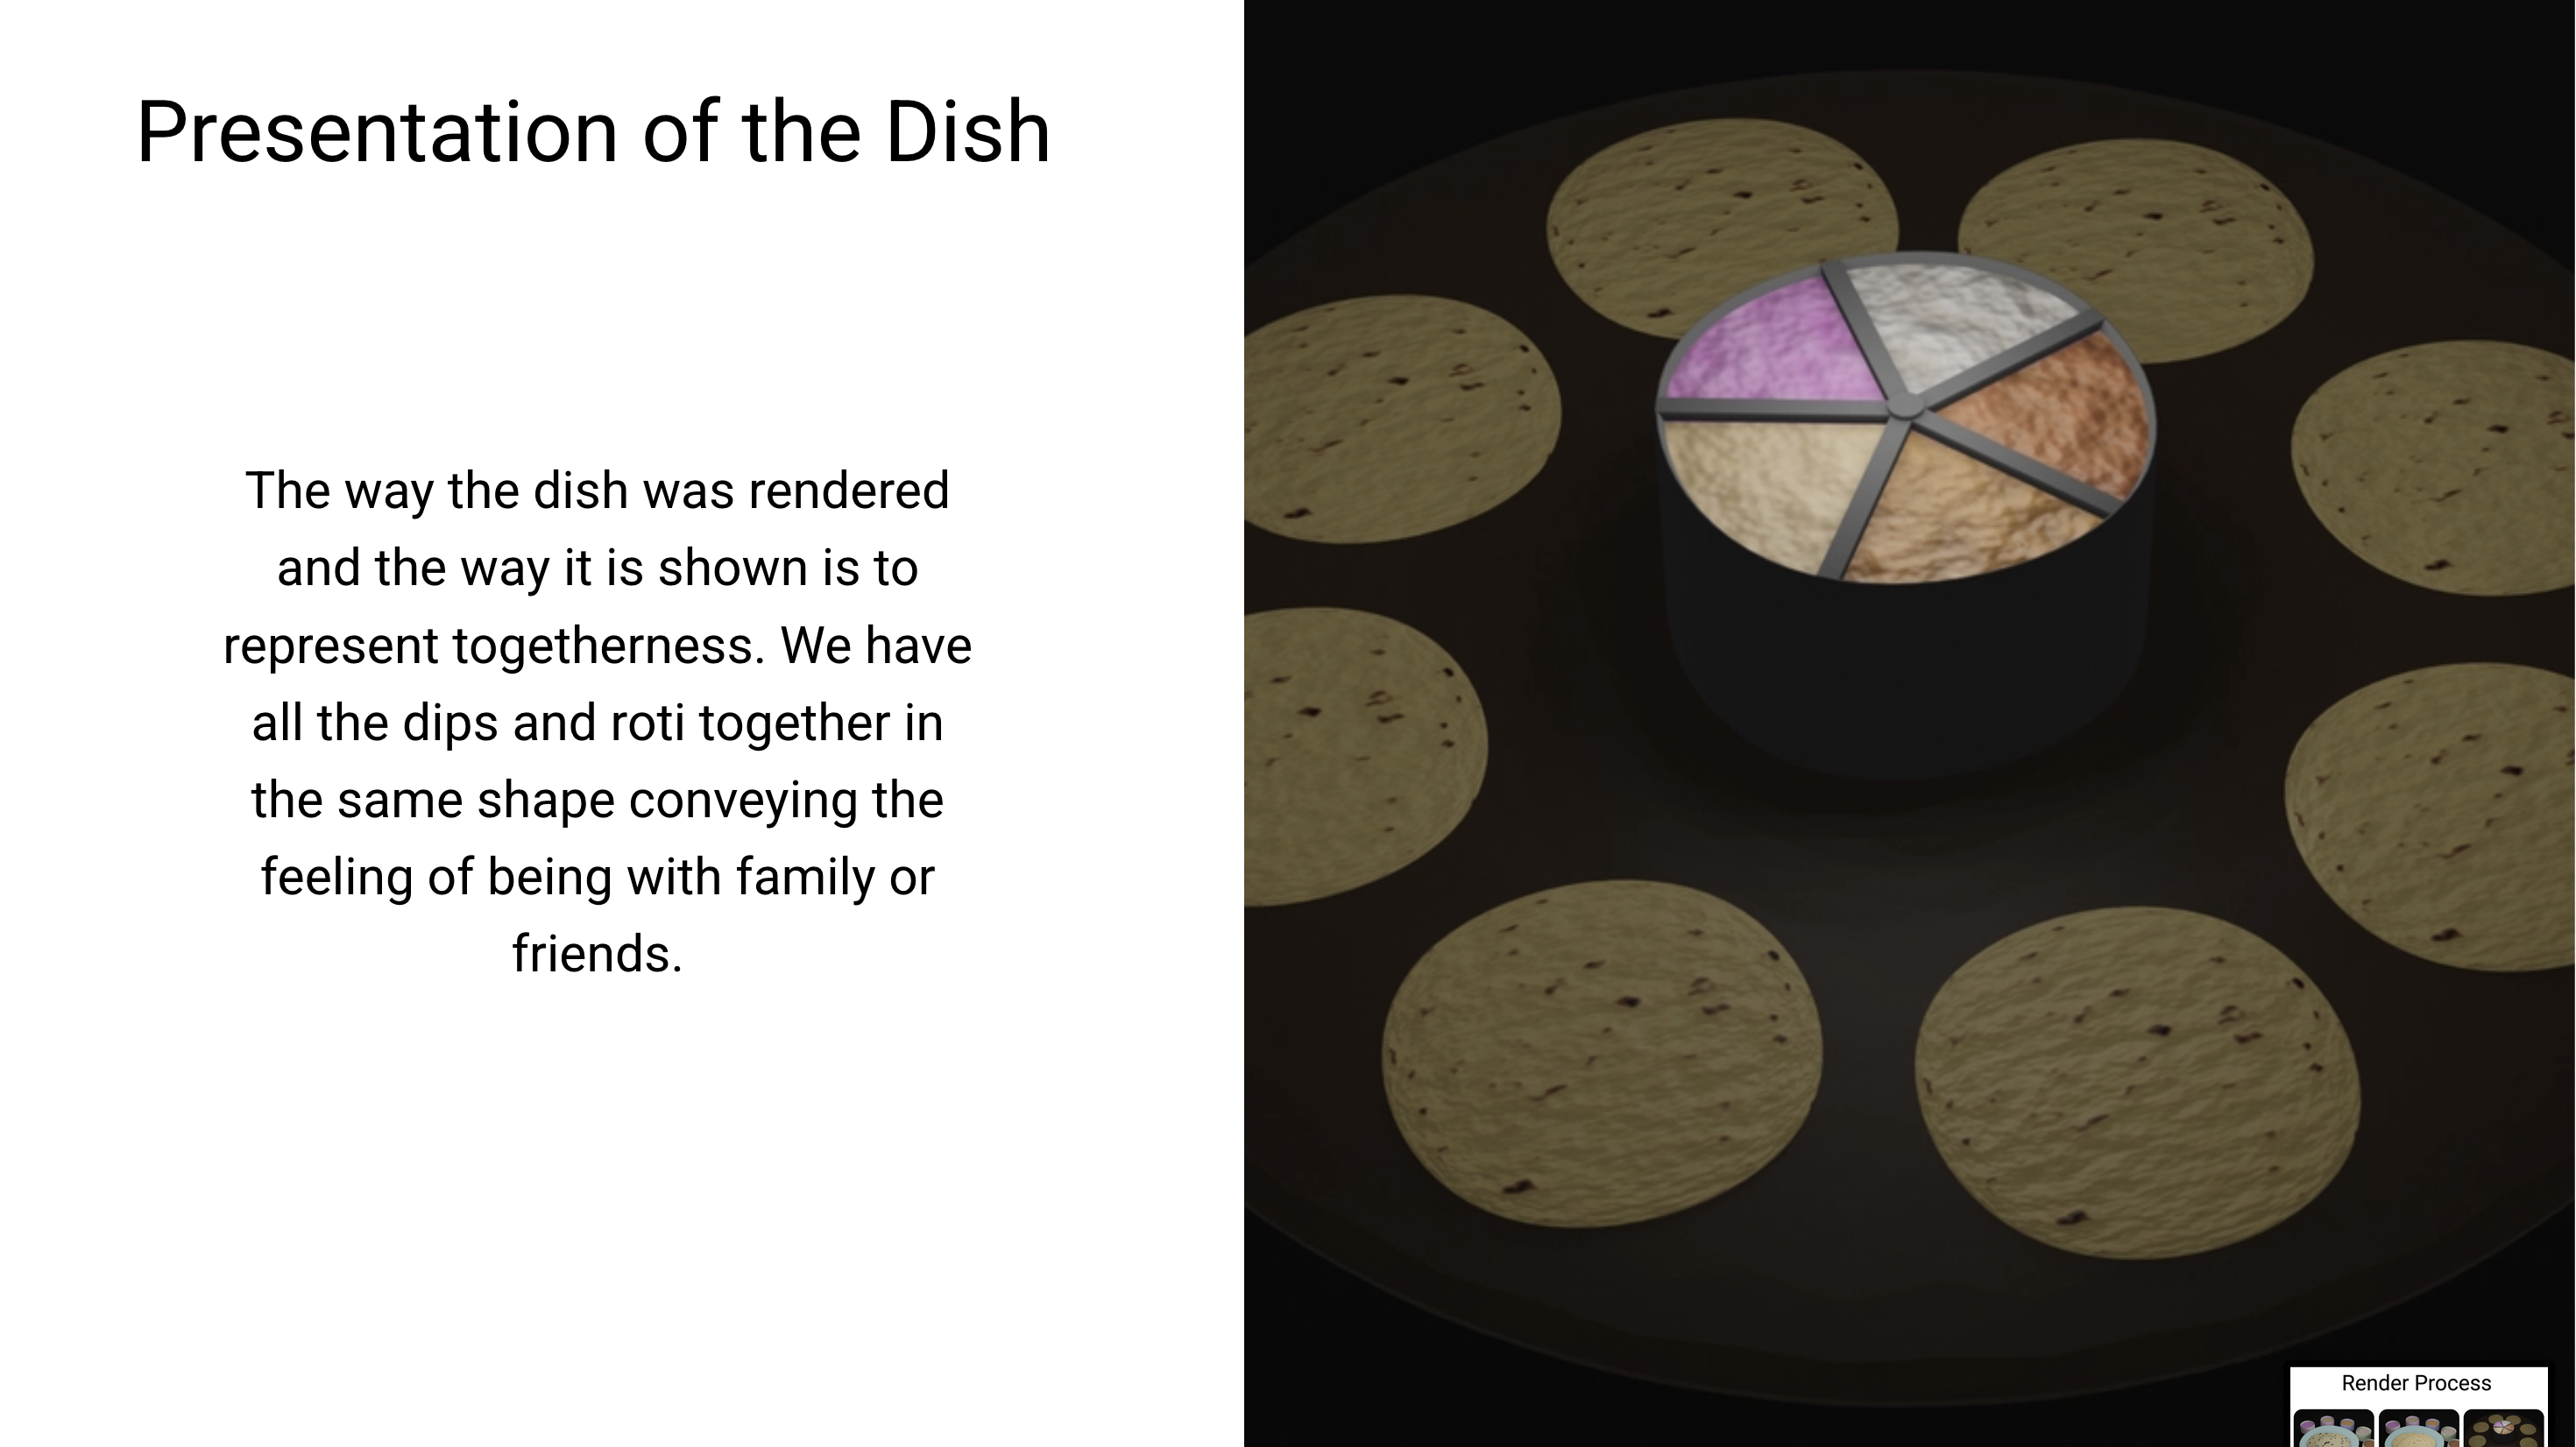 Presentation of the Dish
The way the dish was rendered
and the way it is shown is to
represent togetherness. We have
all the dips and roti together in
the same shape conveying the
feeling of being with family or
friends.
Render Process